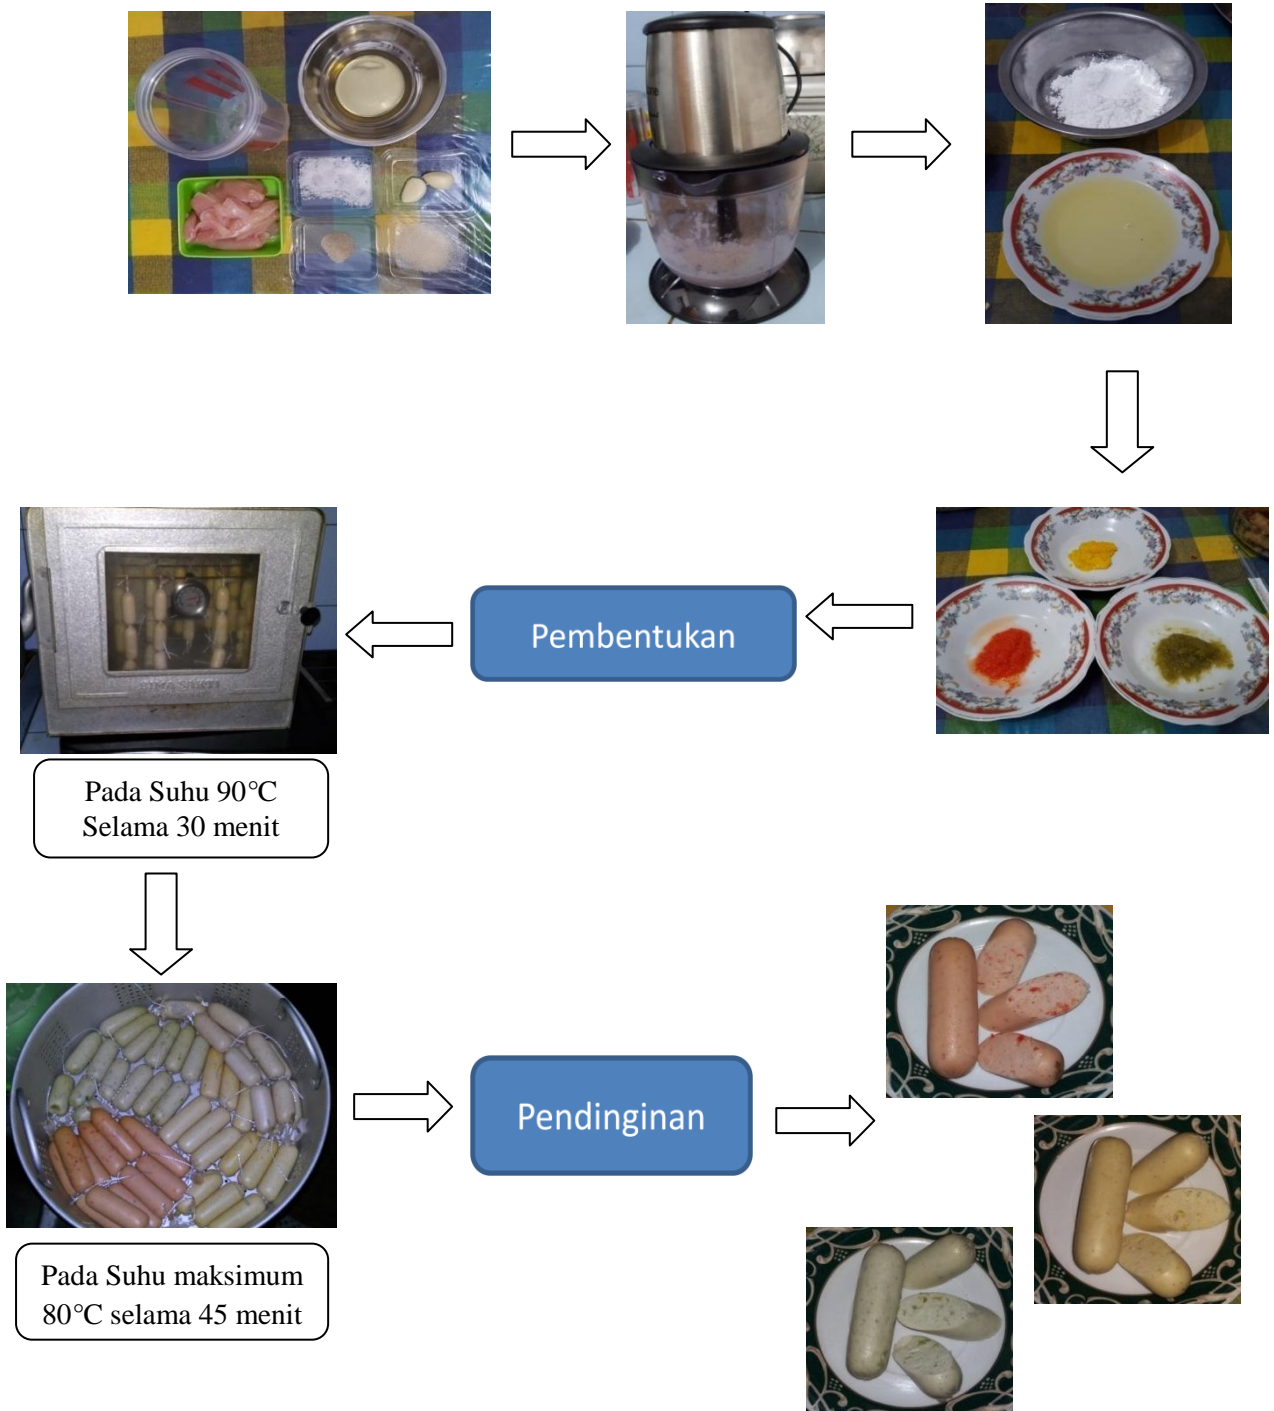 Pembentukan
Pada Suhu 90°C
Selama 30 menit
Pendinginan
Pada Suhu maksimum
80°C selama 45 menit